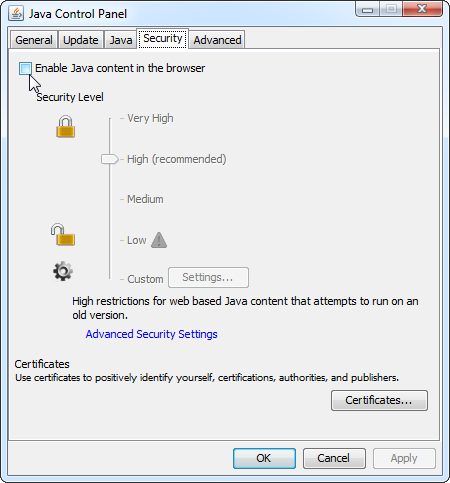 Java Control Panel
General Update Java Security Advanced
Enable Java content in the browser
Security Level
Very High
High (recommended)
Medium
Low
Custom Settings...
High restrictions for web based Java content that attempts to run on an
old version.
Advanced Security Settings
Certificates
Use certificates to positively identify yourself, certifications, authorities, and publishers.
Certificates...
OK Cancel Apply